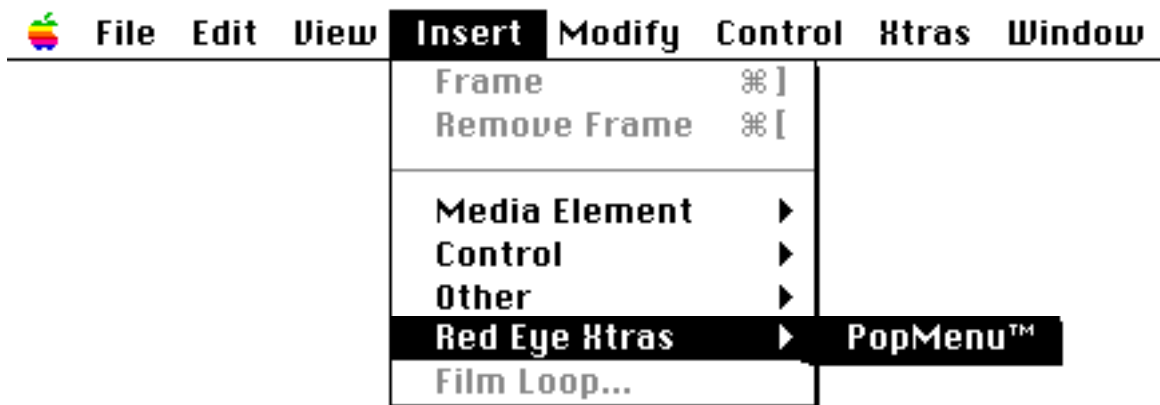 File Edit View Insert Modify Control Xtras Window
Frame ⌘]
Remove Frame ⌘[
Media Element
Control
Other
Red Eye Xtras PopMenu™
Film Loop...